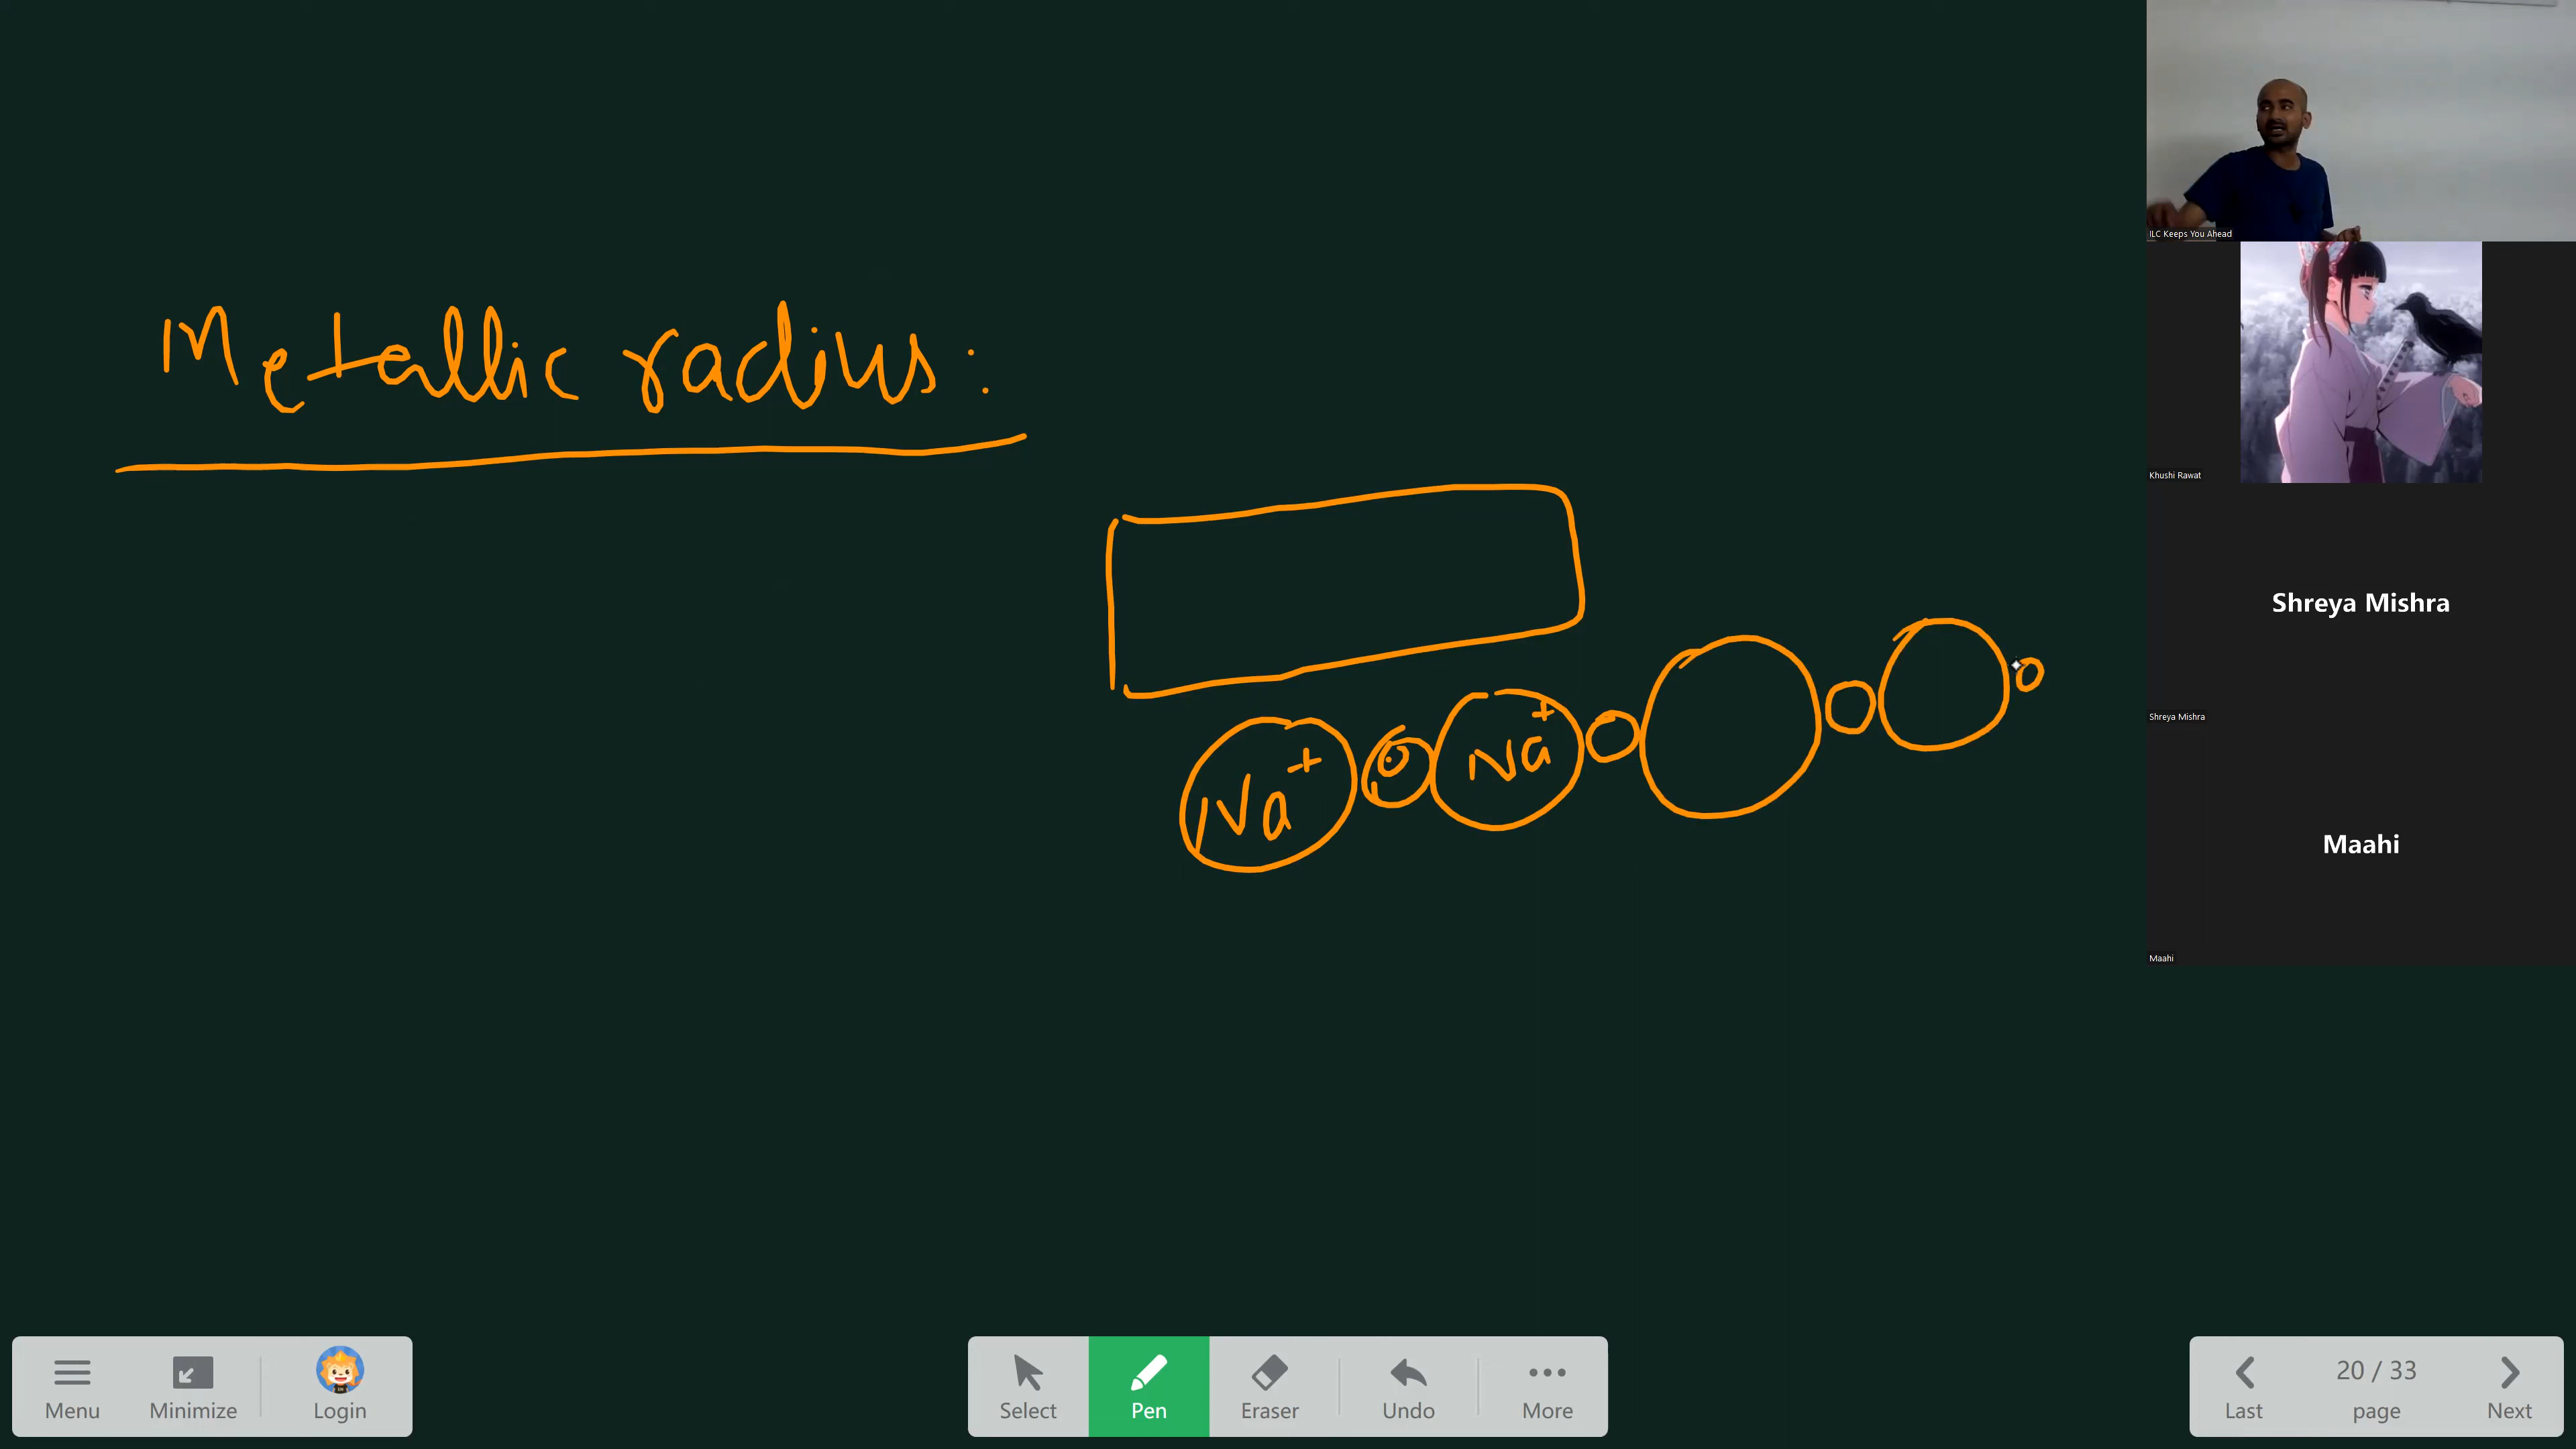 Metallic radius:
Na+
Na+
ILC Keeps You Ahead
Khushi Rawat
Shreya Mishra
Shreya Mishra
Maahi
Maahi
Menu
Minimize
Login
Select
Pen
Eraser
Undo
More
Last
20 / 33
page
Next